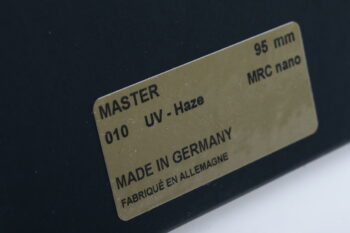 MASTER 95 mm
010 UV - Haze MRC nano
MADE IN GERMANY
FABRIQUÉ EN ALLEMAGNE